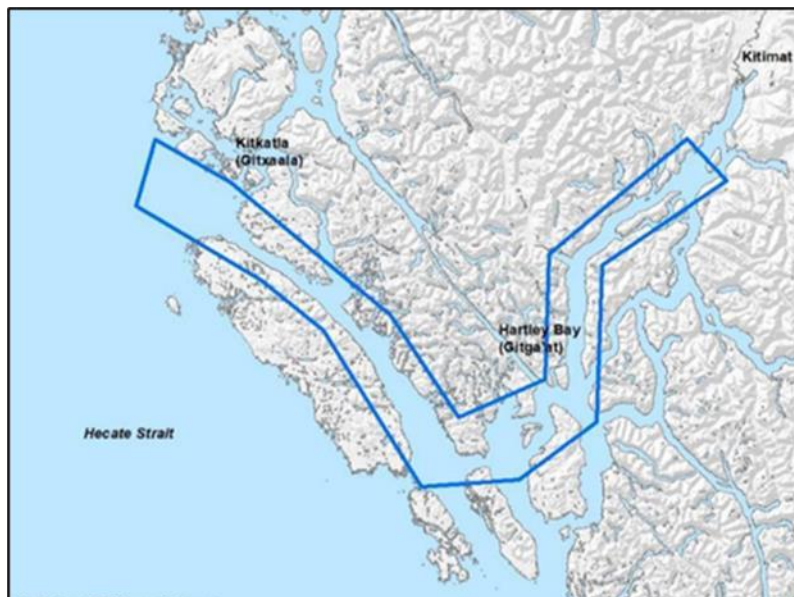 Kitimat
Kitkatla
(Gitxaala)
Hartley Bay
(Gitga'at)
Hecate Strait